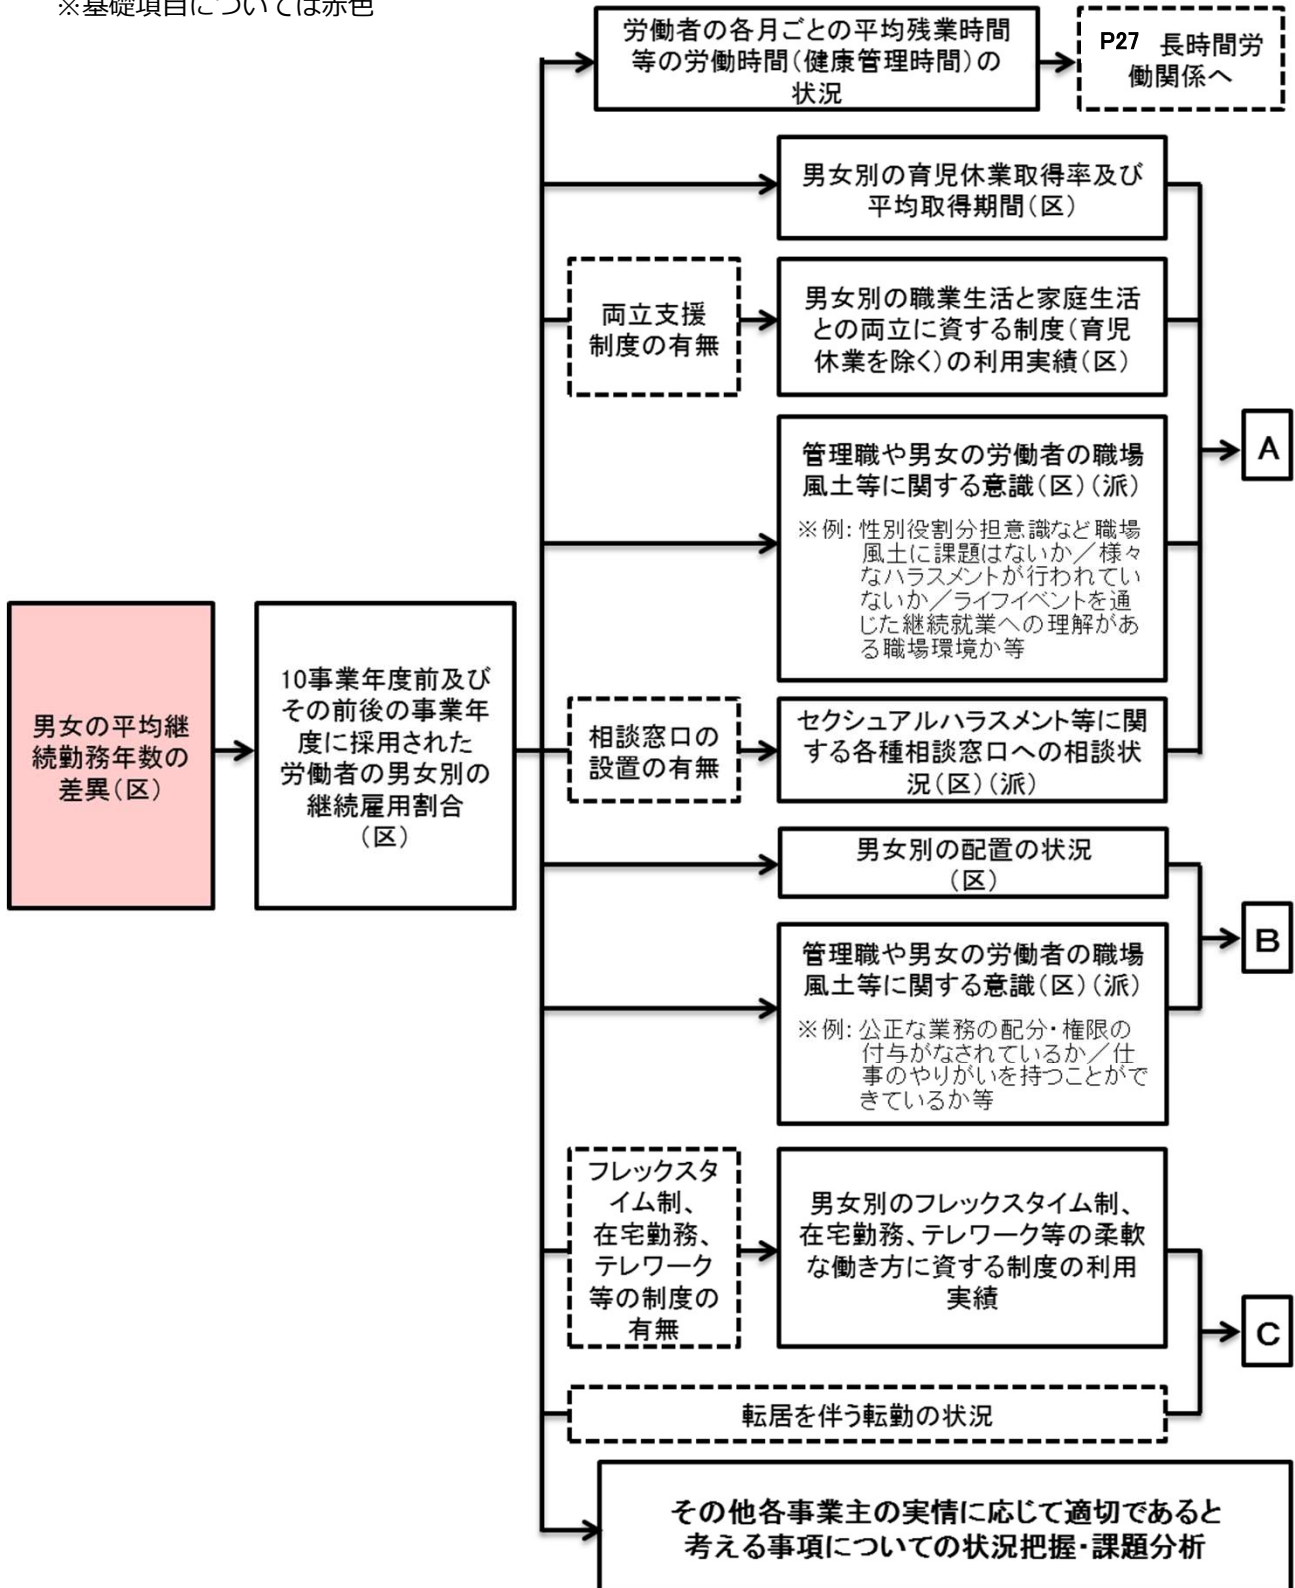 ※基礎項目については赤色
労働者の各月ごとの平均残業時間
等の労働時間（健康管理時間）の
状況
P27　長時間労
働関係へ
男女別の育児休業取得率及び
平均取得期間（区）
両立支援
制度の有無
男女別の職業生活と家庭生活
との両立に資する制度（育児
休業を除く）の利用実績（区）
管理職や男女の労働者の職場
風土等に関する意識（区）（派）
※例：性別役割分担意識など職場
風土に課題はないか／様々
なハラスメントが行われてい
ないか／ライフイベントを通
じた継続就業への理解があ
る職場環境か等
A
男女の平均継
続勤務年数の
差異（区）
10事業年度前及び
その前後の事業年
度に採用された
労働者の男女別の
継続雇用割合
（区）
相談窓口の
設置の有無
セクシュアルハラスメント等に関
する各種相談窓口への相談状
況（区）（派）
男女別の配置の状況
（区）
管理職や男女の労働者の職場
風土等に関する意識（区）（派）
※例：公正な業務の配分・権限の
付与がなされているか／仕
事のやりがいを持つことがで
きているか等
B
フレックスタ
イム制、
在宅勤務、
テレワーク
等の制度の
有無
男女別のフレックスタイム制、
在宅勤務、テレワーク等の柔軟
な働き方に資する制度の利用
実績
C
転居を伴う転勤の状況
その他各事業主の実情に応じて適切であると
考える事項についての状況把握・課題分析